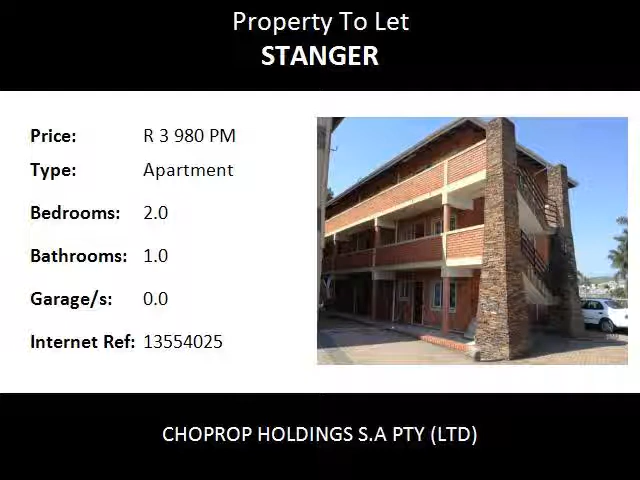 Property To Let
STANGER
Price: R 3 980 PM
Type: Apartment
Bedrooms: 2.0
Bathrooms: 1.0
Garage/s: 0.0
Internet Ref: 13554025
CHOPROP HOLDINGS S.A PTY (LTD)